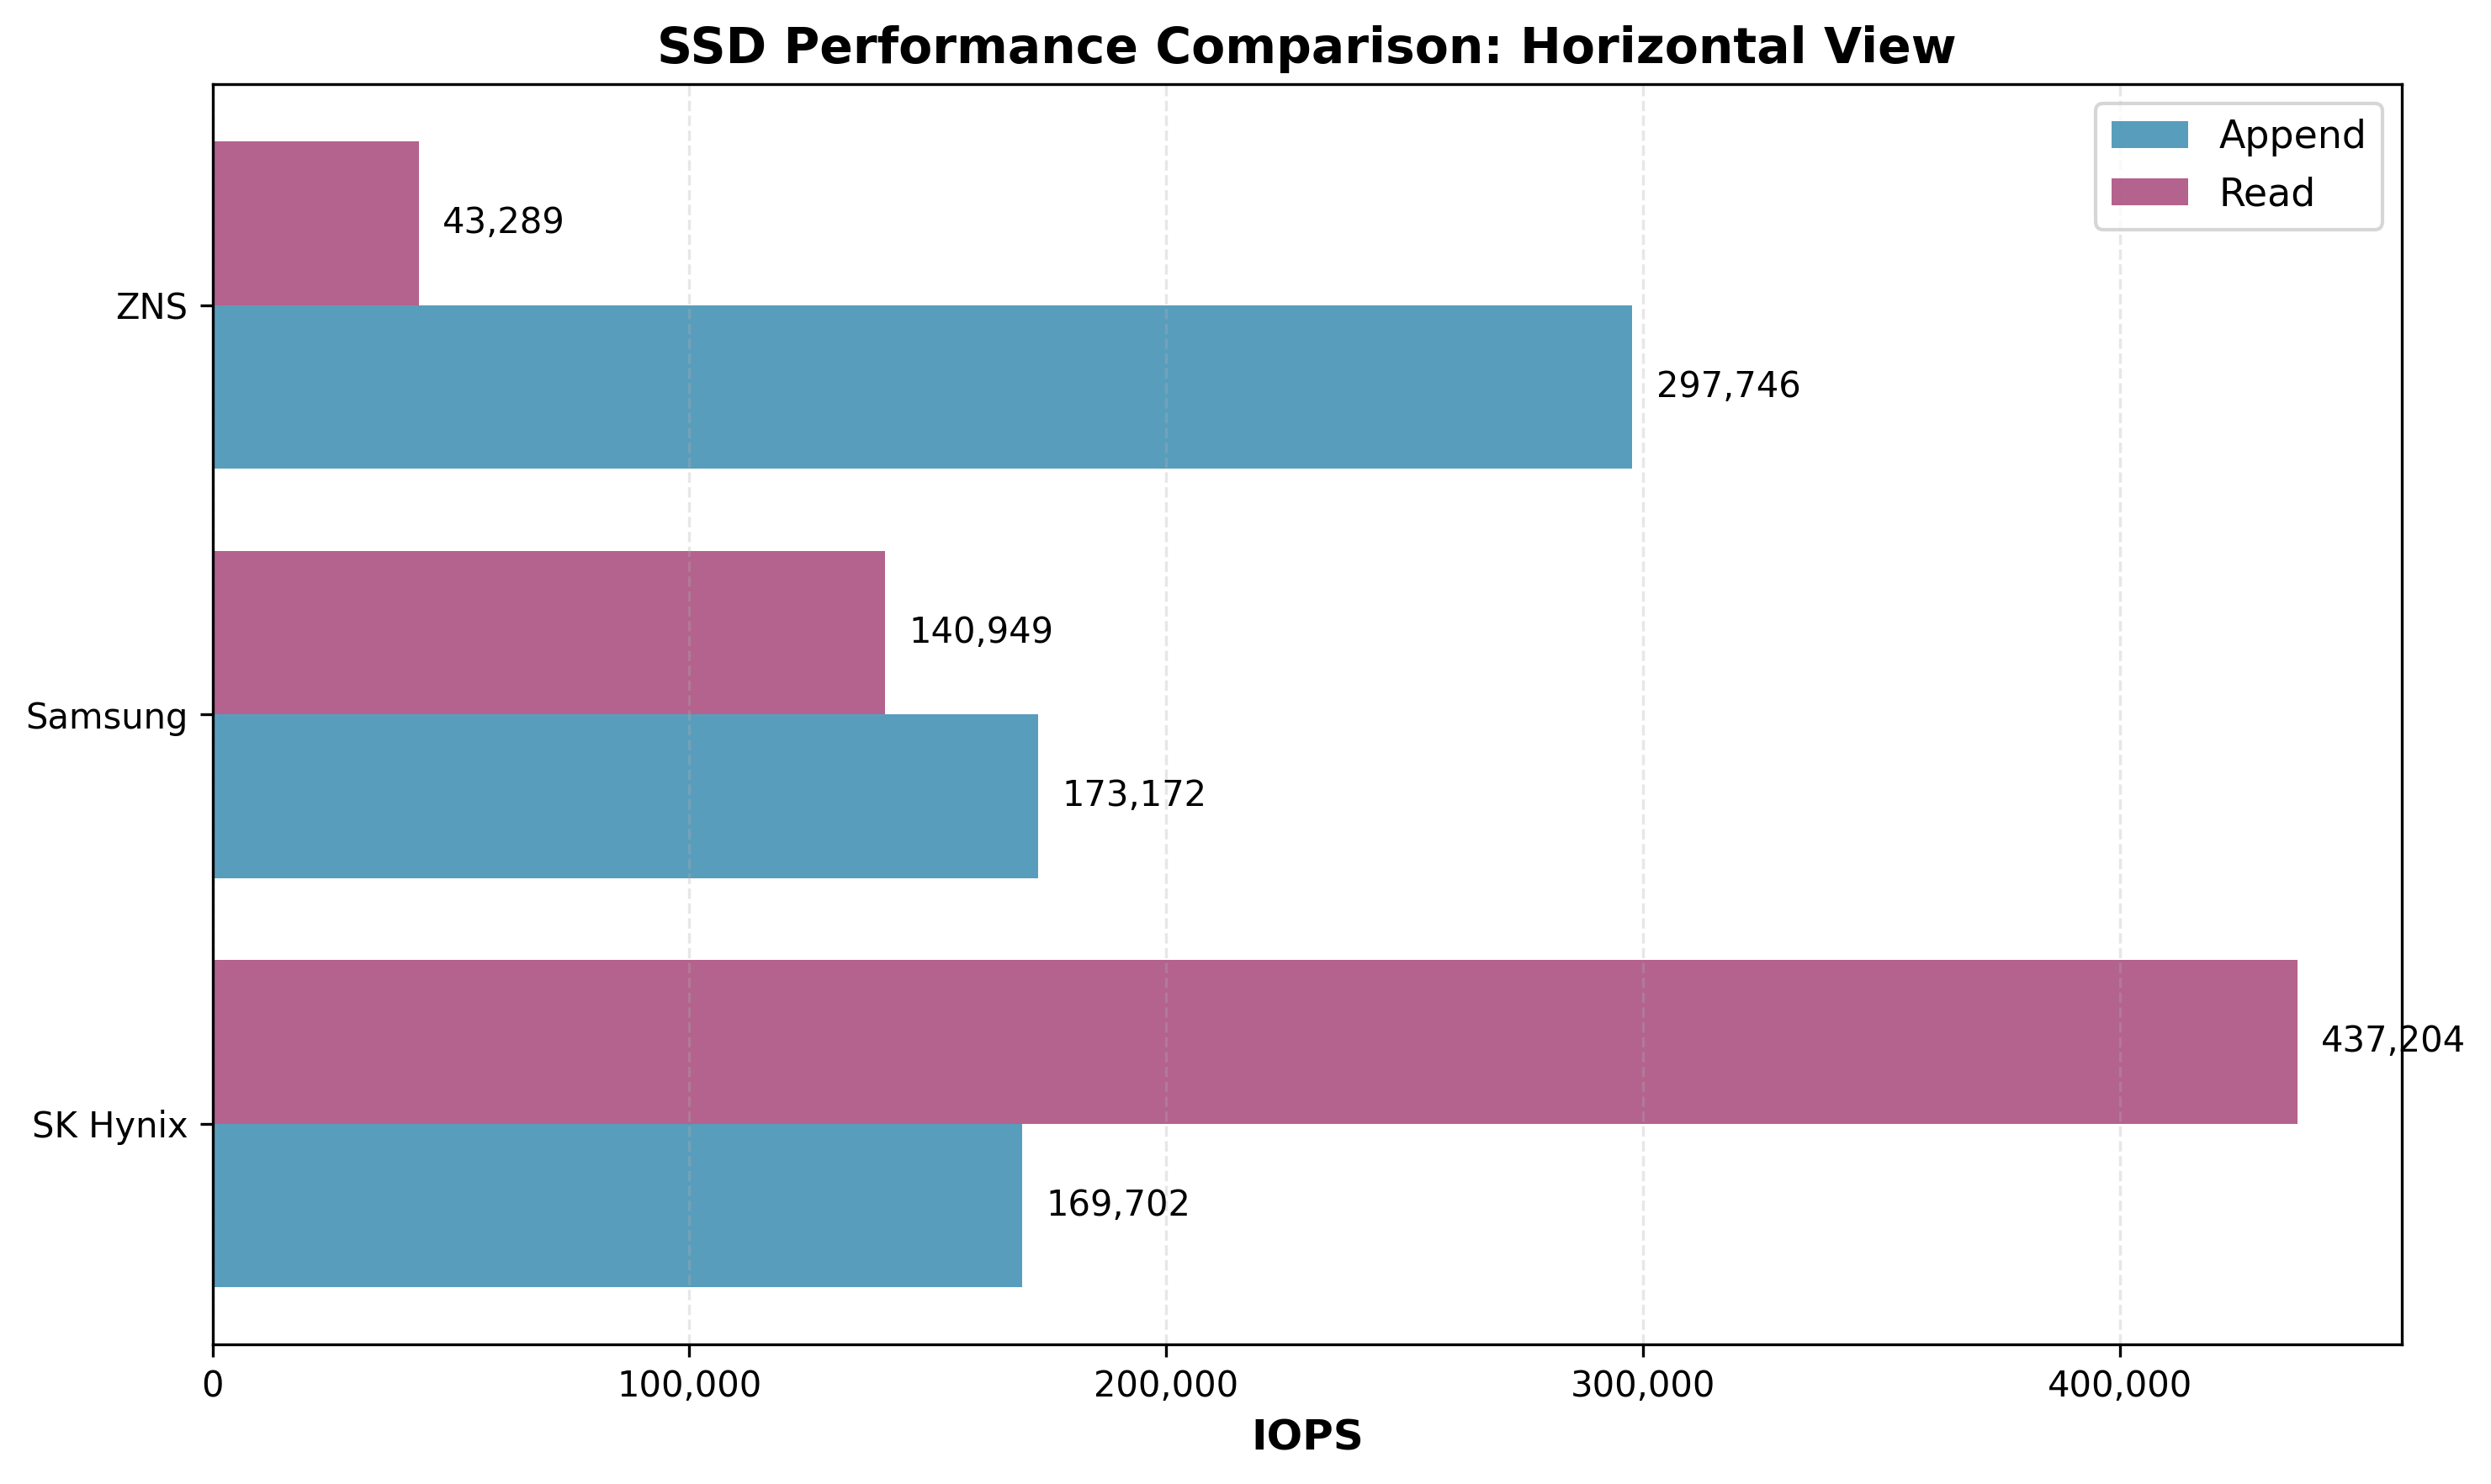 SSD Performance Comparison: Horizontal View
Append
Read
ZNS
43,289
297,746
Samsung
140,949
173,172
SK Hynix
437,204
169,702
0
100,000
200,000
300,000
400,000
IOPS